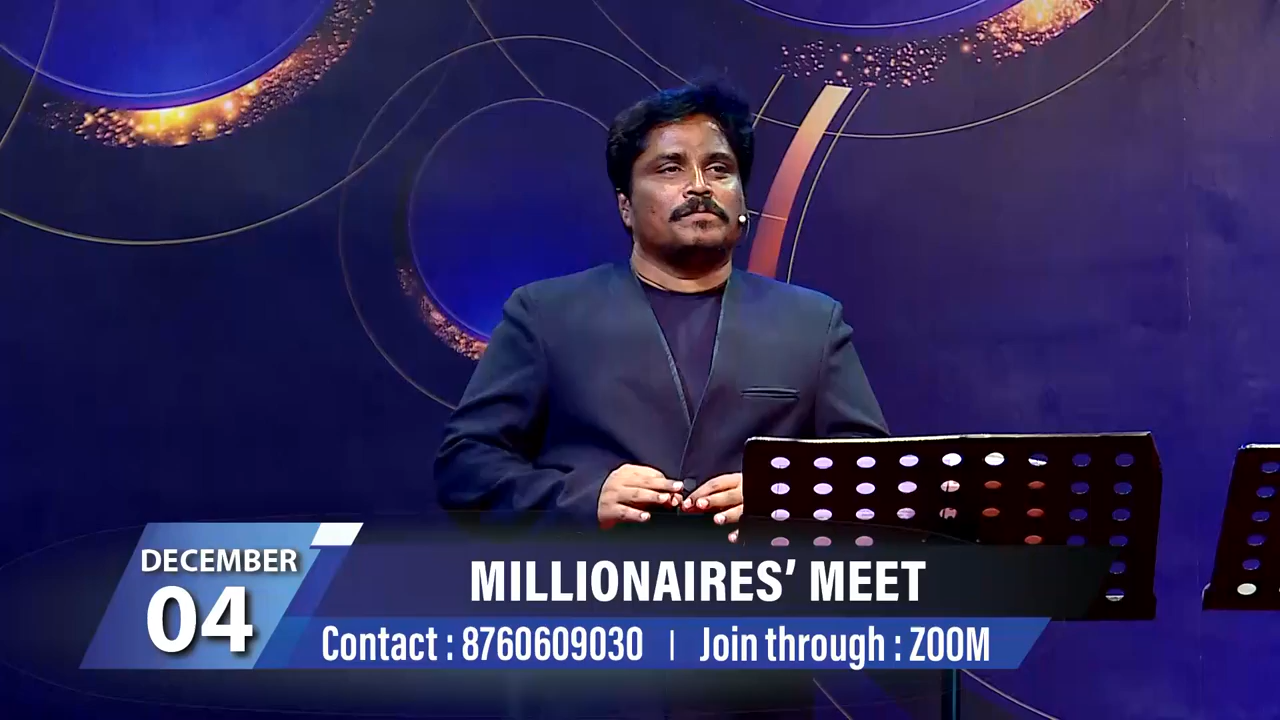 DECEMBER
04
MILLIONAIRES’ MEET
Contact : 8760609030 | Join through : ZOOM